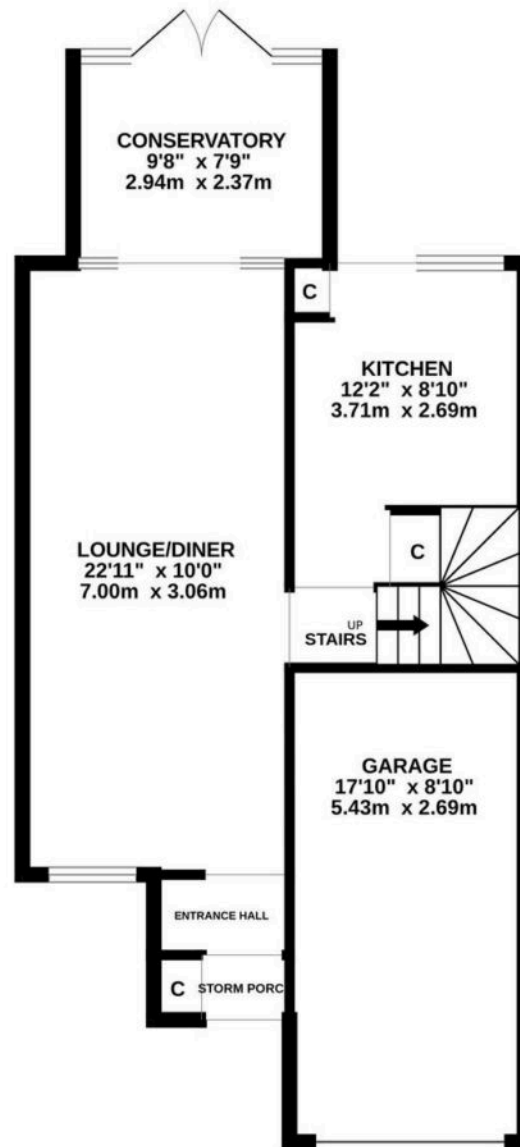 CONSERVATORY
9'8" x 7'9"
2.94m x 2.37m
C
KITCHEN
12'2" x 8'10"
3.71m x 2.69m
LOUNGE/DINER
22'11" x 10'0"
7.00m x 3.06m
C
UP
STAIRS
GARAGE
17'10" x 8'10"
5.43m x 2.69m
ENTRANCE HALL
C
STORM PORC